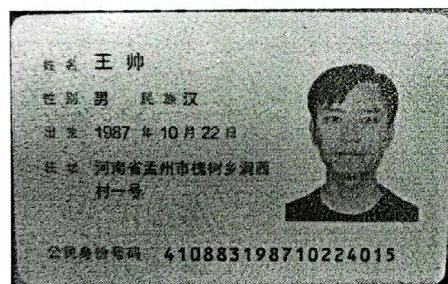 姓名 王帅
性别 男 民族 汉
出生 1987 年 10 月 22 日
住址 河南省孟州市槐树乡涧西
村一号
公民身份号码 410883198710224015